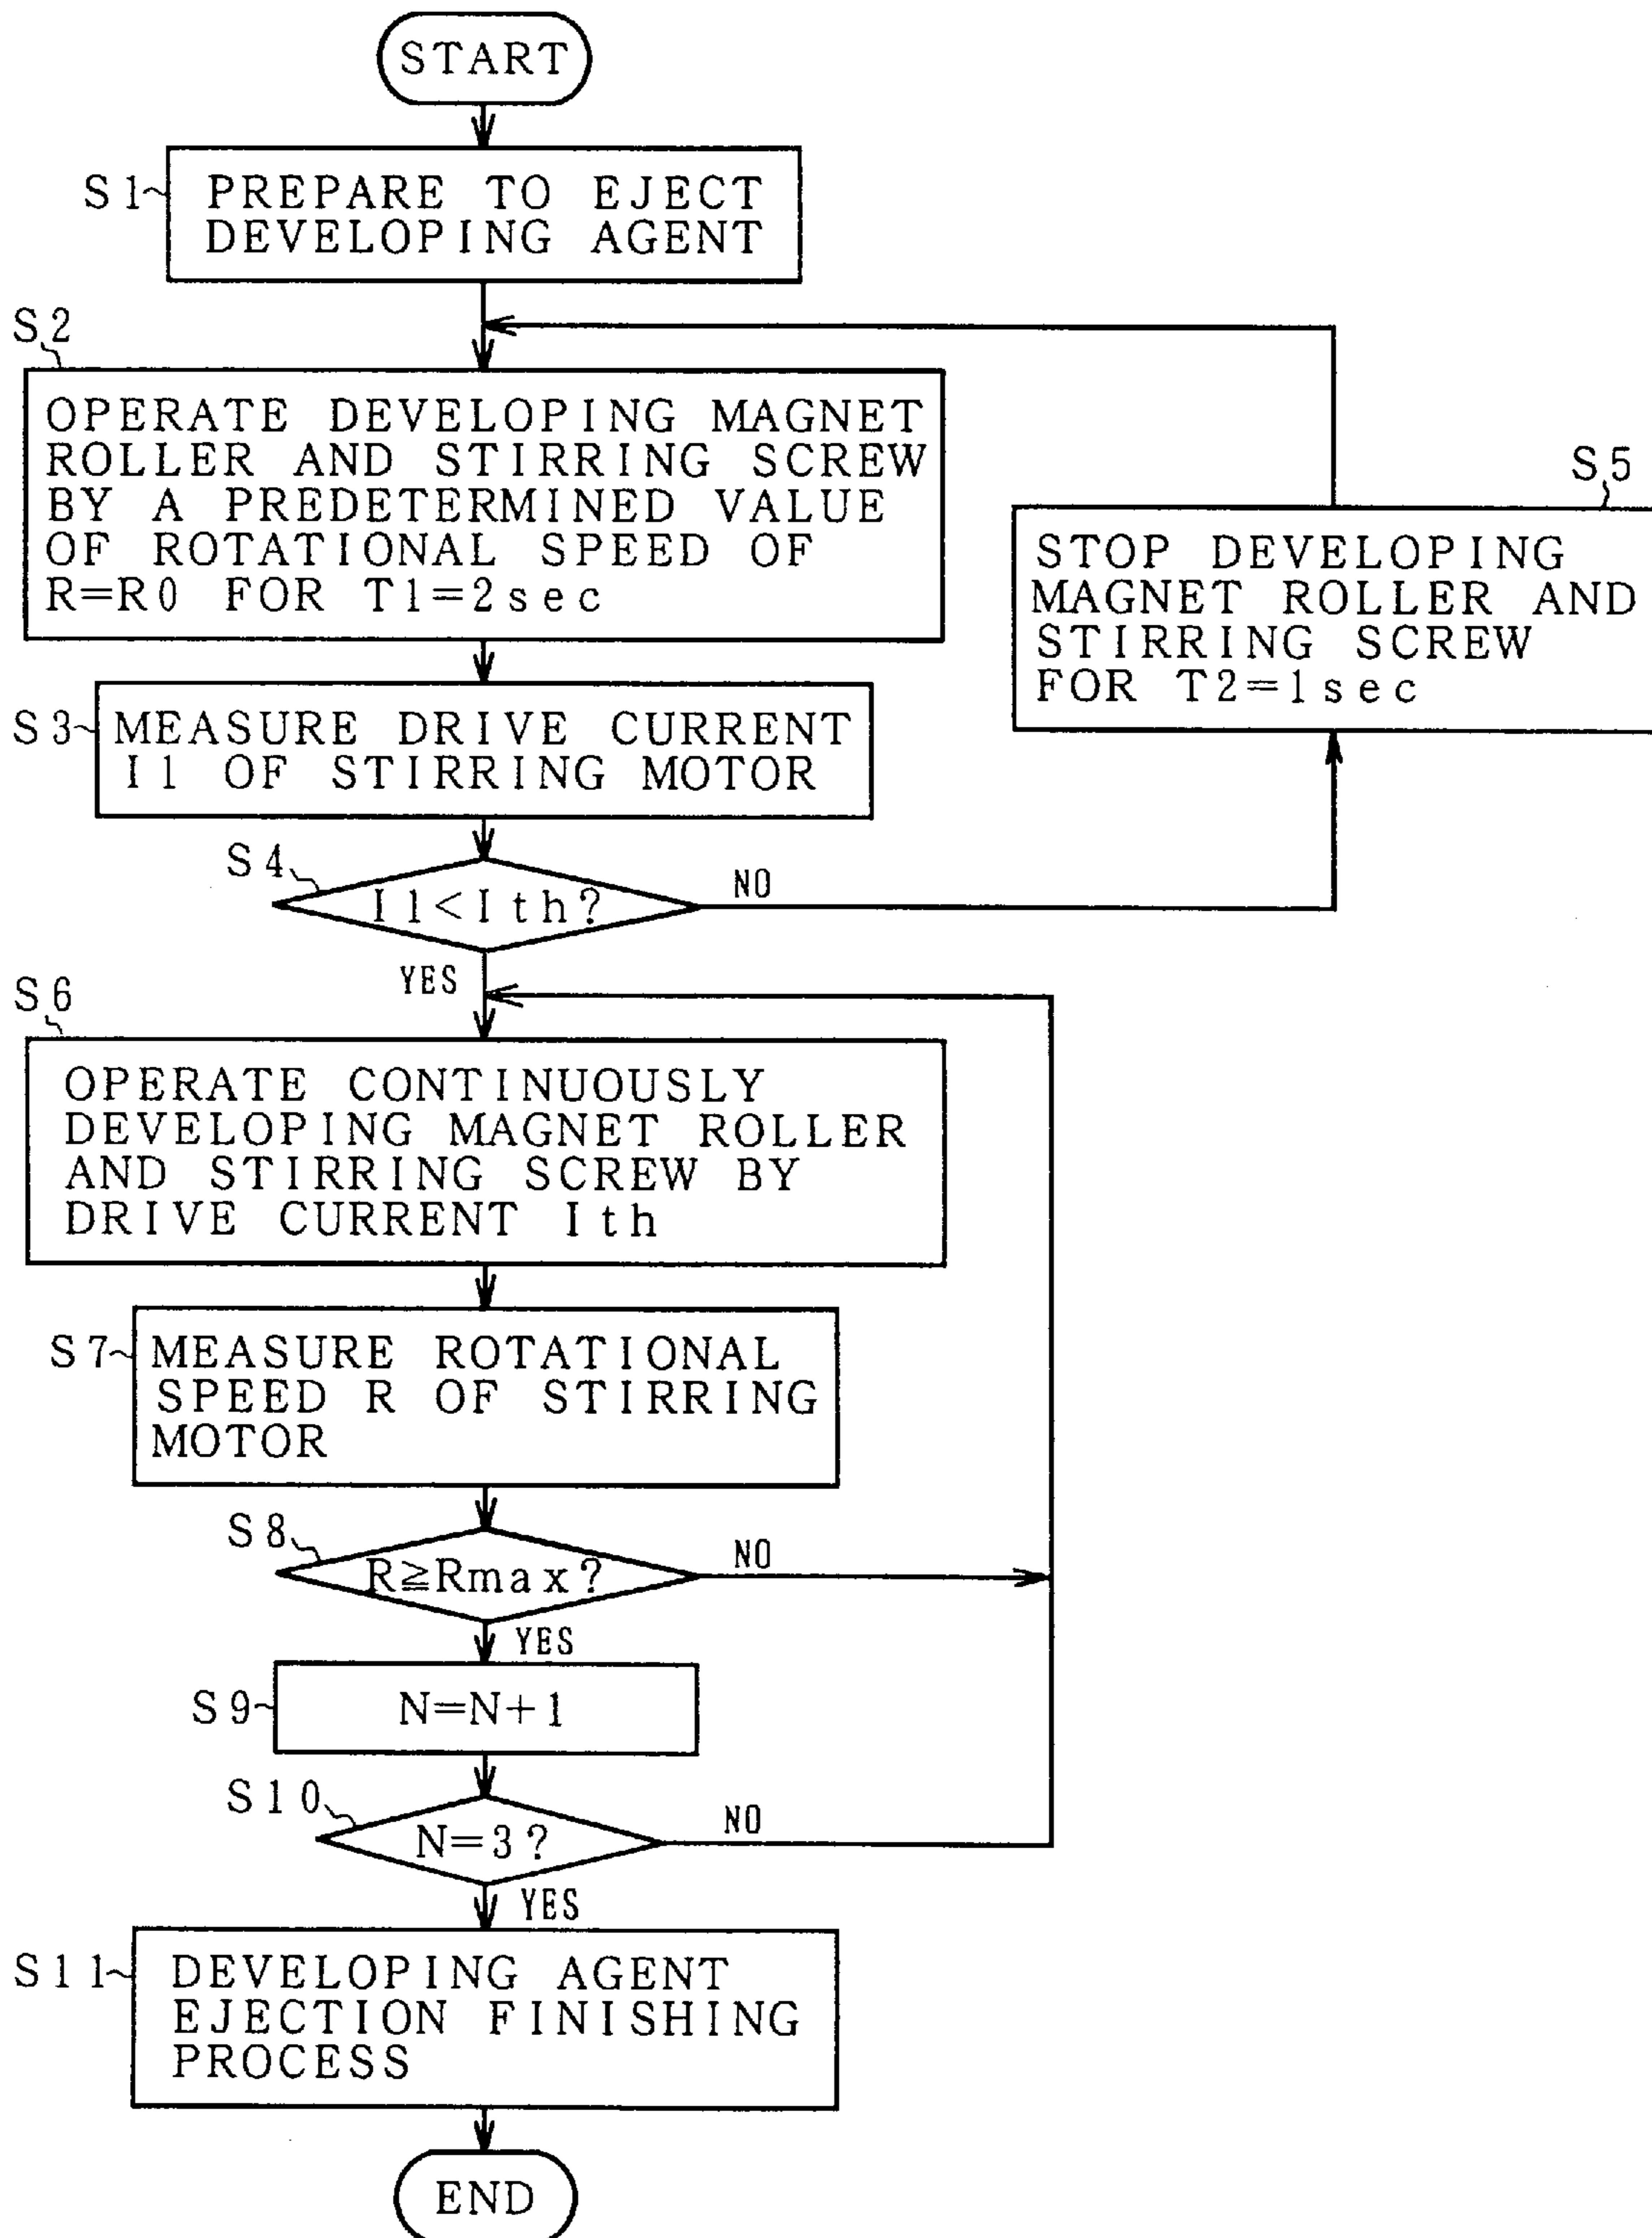 START
S1
PREPARE TO EJECT
DEVELOPING AGENT
S2
OPERATE DEVELOPING MAGNET
ROLLER AND STIRRING SCREW
BY A PREDETERMINED VALUE
OF ROTATIONAL SPEED OF
R=R0 FOR T1=2sec
S5
STOP DEVELOPING
MAGNET ROLLER AND
STIRRING SCREW
FOR T2=1sec
S3
MEASURE DRIVE CURRENT
I1 OF STIRRING MOTOR
S4
I1<Ith?
NO
YES
S6
OPERATE CONTINUOUSLY
DEVELOPING MAGNET ROLLER
AND STIRRING SCREW BY
DRIVE CURRENT Ith
S7
MEASURE ROTATIONAL
SPEED R OF STIRRING
MOTOR
S8
R≧Rmax?
NO
YES
S9
N=N+1
S10
N=3?
NO
YES
S11
DEVELOPING AGENT
EJECTION FINISHING
PROCESS
END